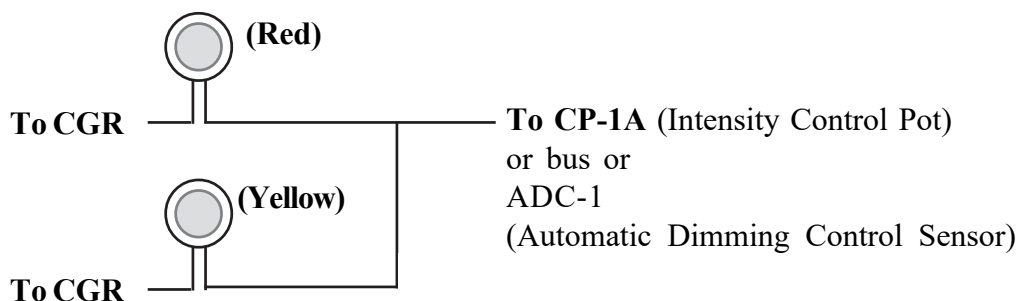 (Red)
To CGR
To CP-1A (Intensity Control Pot)
or bus or
ADC-1
(Automatic Dimming Control Sensor)
(Yellow)
To CGR